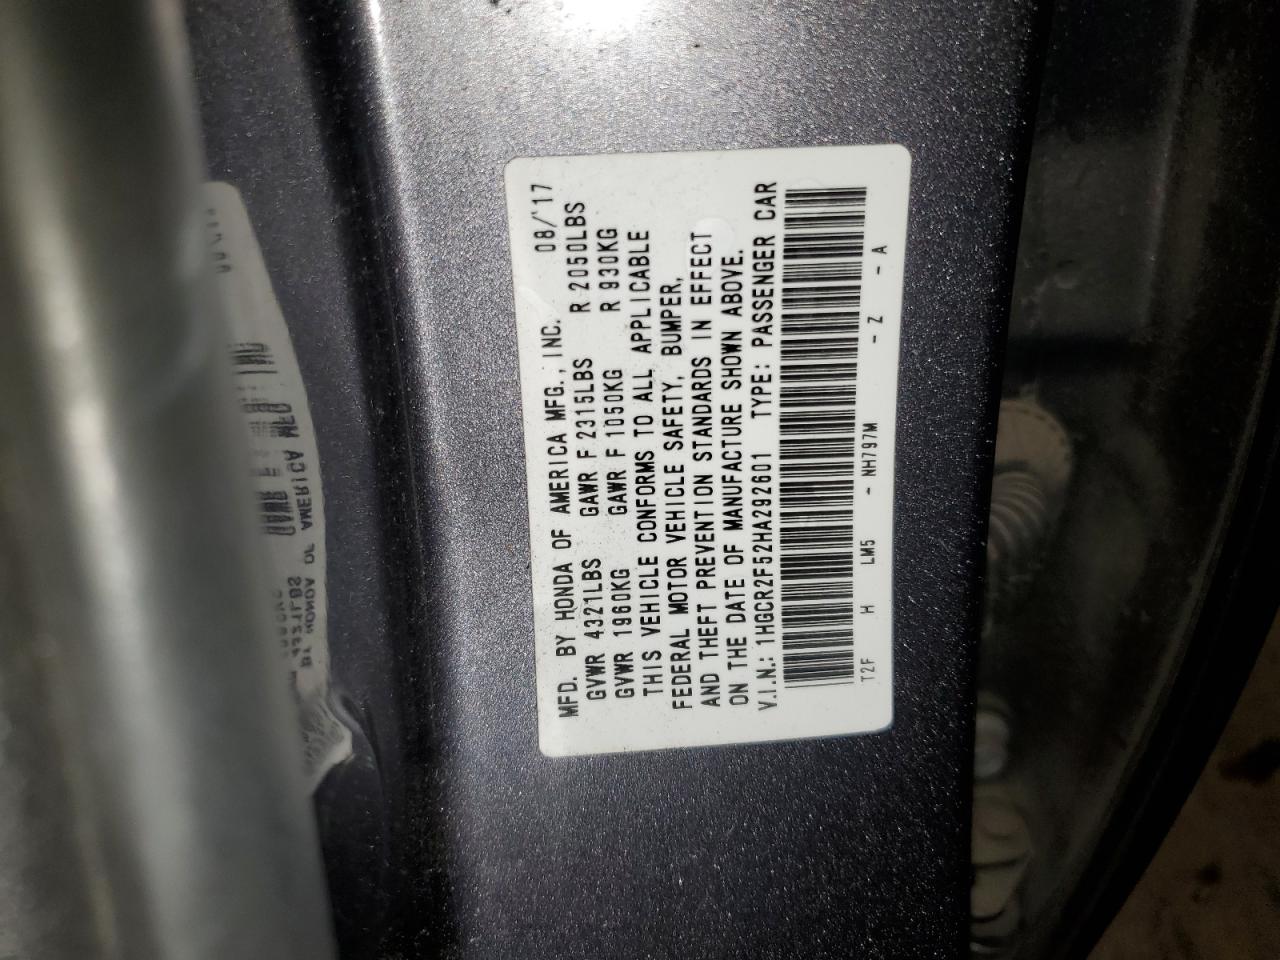 MFD. BY HONDA OF AMERICA MFG., INC. 08/'17
GVWR 4321LBS GAWR F 2315LBS R 2050LBS
GVWR 1960KG GAWR F 1050KG R 930KG
THIS VEHICLE CONFORMS TO ALL APPLICABLE
FEDERAL MOTOR VEHICLE SAFETY, BUMPER,
AND THEFT PREVENTION STANDARDS IN EFFECT
ON THE DATE OF MANUFACTURE SHOWN ABOVE.
V.I.N.: 1HGCR2F52HA292601 TYPE: PASSENGER CAR
T2F H LM5 - NH797M - Z - A